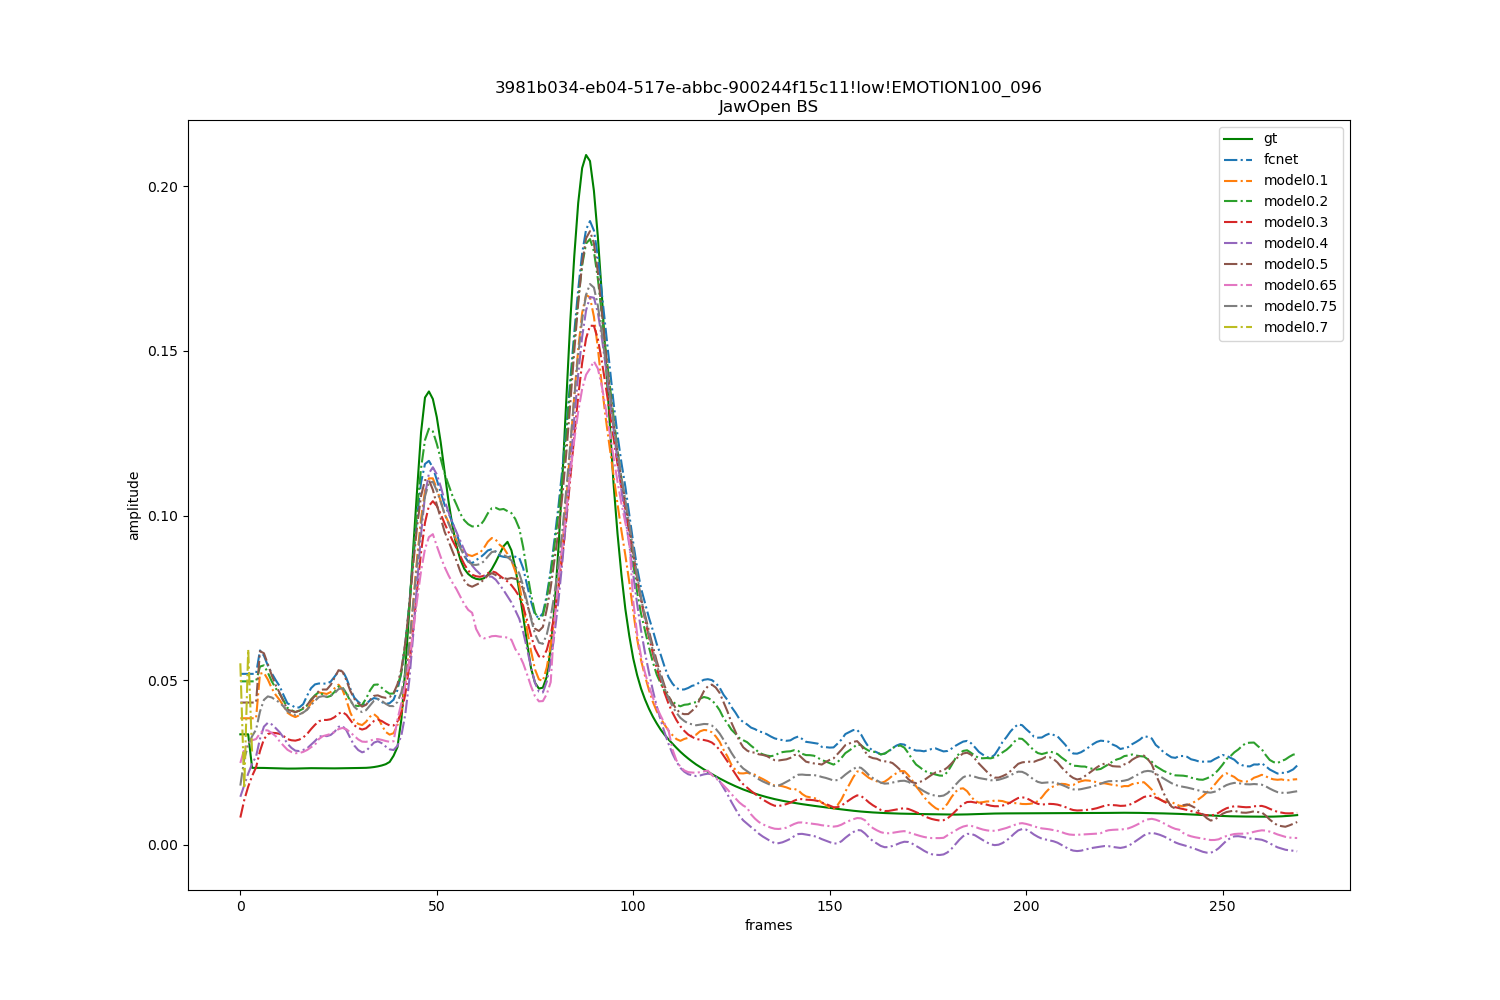 3981b034-eb04-517e-abbc-900244f15c11!low!EMOTION100_096
JawOpen BS
gt
fcnet
model0.1
model0.2
model0.3
model0.4
model0.5
model0.65
model0.75
model0.7
amplitude
0.20
0.15
0.10
0.05
0.00
0
50
100
150
200
250
frames